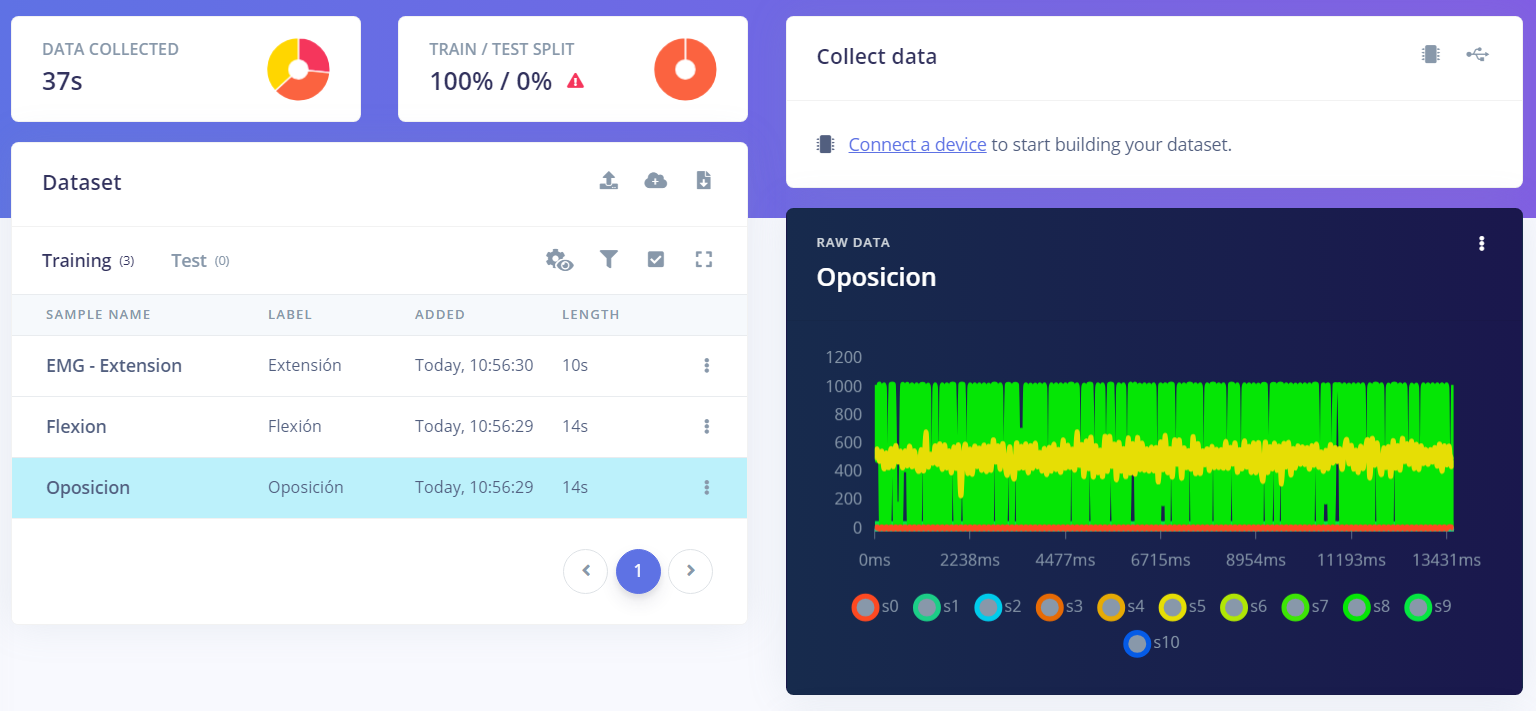 DATA COLLECTED
37s
TRAIN / TEST SPLIT
100% / 0%
Collect data
Connect a device to start building your dataset.
Dataset
Training (3) Test (0)
SAMPLE NAME LABEL ADDED LENGTH
EMG - Extension Extensión Today, 10:56:30 10s
Flexion Flexión Today, 10:56:29 14s
Oposicion Oposición Today, 10:56:29 14s
1
RAW DATA
Oposicion
1200
1000
800
600
400
200
0
0ms 2238ms 4477ms 6715ms 8954ms 11193ms 13431ms
s0 s1 s2 s3 s4 s5 s6 s7 s8 s9
s10